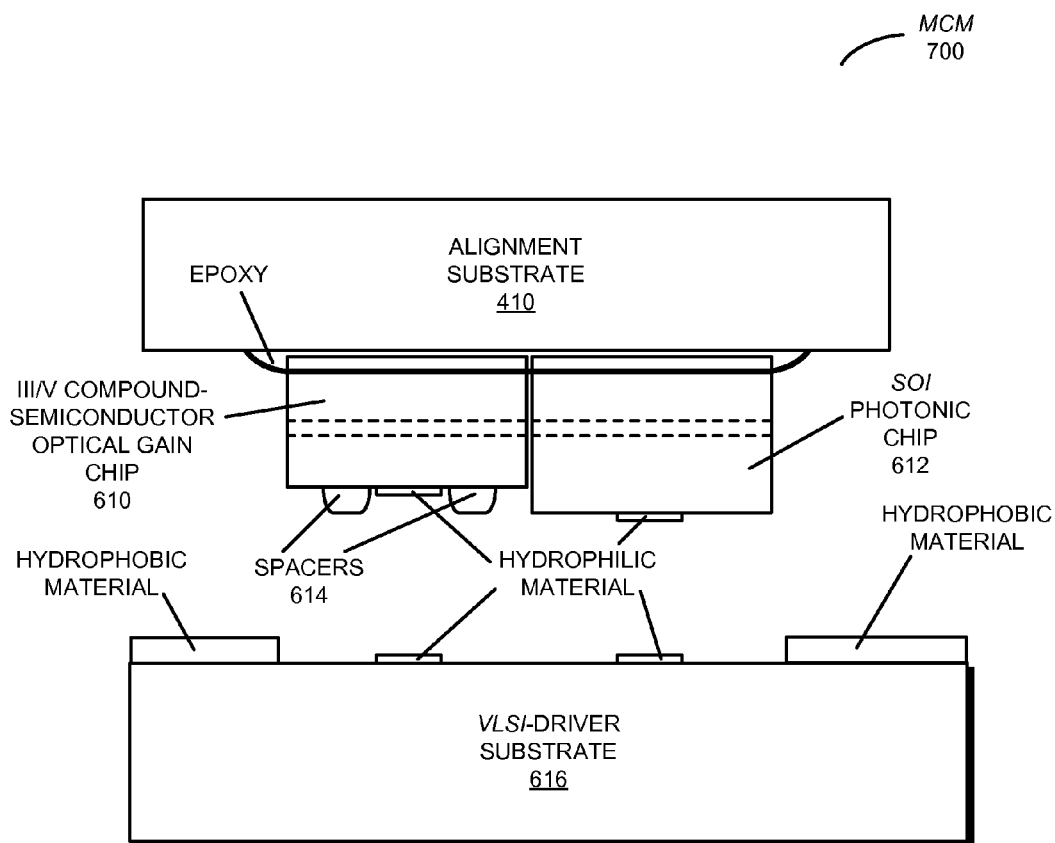 MCM
700
ALIGNMENT
SUBSTRATE
410
EPOXY
III/V COMPOUND-
SEMICONDUCTOR
OPTICAL GAIN
CHIP
610
SOI
PHOTONIC
CHIP
612
HYDROPHOBIC
MATERIAL
SPACERS
614
HYDROPHILIC
MATERIAL
HYDROPHOBIC
MATERIAL
VLSI-DRIVER
SUBSTRATE
616